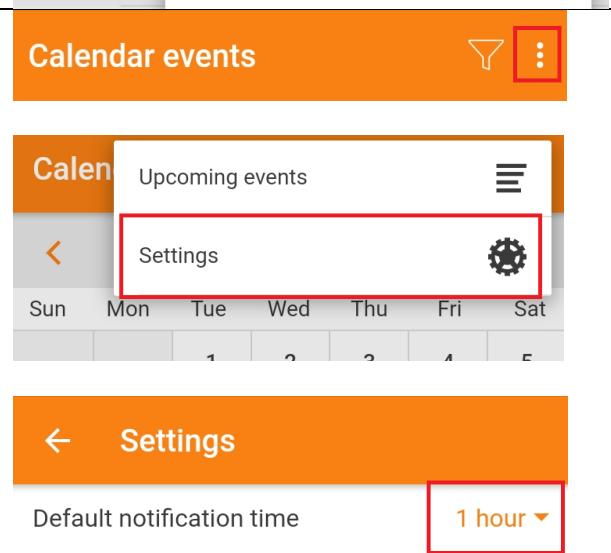 Calendar events
Calen
Upcoming events
Settings
Sun Mon Tue Wed Thu Fri Sat
1 2 3 4 5
Settings
Default notification time 1 hour